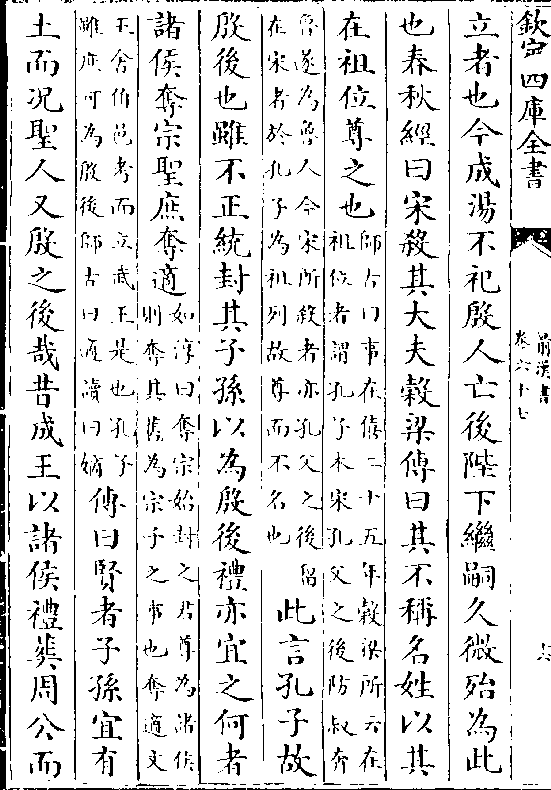 欽定四庫全書
前漢書
卷六十七
立者也今成湯不祀殷人亡後陛下繼嗣久微殆為此
也春秋經曰宋殺其大夫穀梁傳曰其不稱名姓以其
在祖位尊之也師古曰事在僖二十五年穀梁所云在祖位者謂孔子本宋孔父之後防叔奔
魯遂為魯人今宋所殺者亦孔父之後留在宋者於孔子為祖列故尊而不名也此言孔子故
殷後也雖不正統封其子孫以為殷後禮亦宜之何者
諸侯奪宗聖庶奪適如淳曰奪宗始封之君尊為諸侯則奪其舊為宗子之事也奪適文
王舍伯邑考而立武王是也孔子雖庶可為殷後師古曰適讀曰嫡傳曰賢者子孫宜有
土而況聖人又殷之後哉昔成王以諸侯禮葬周公而